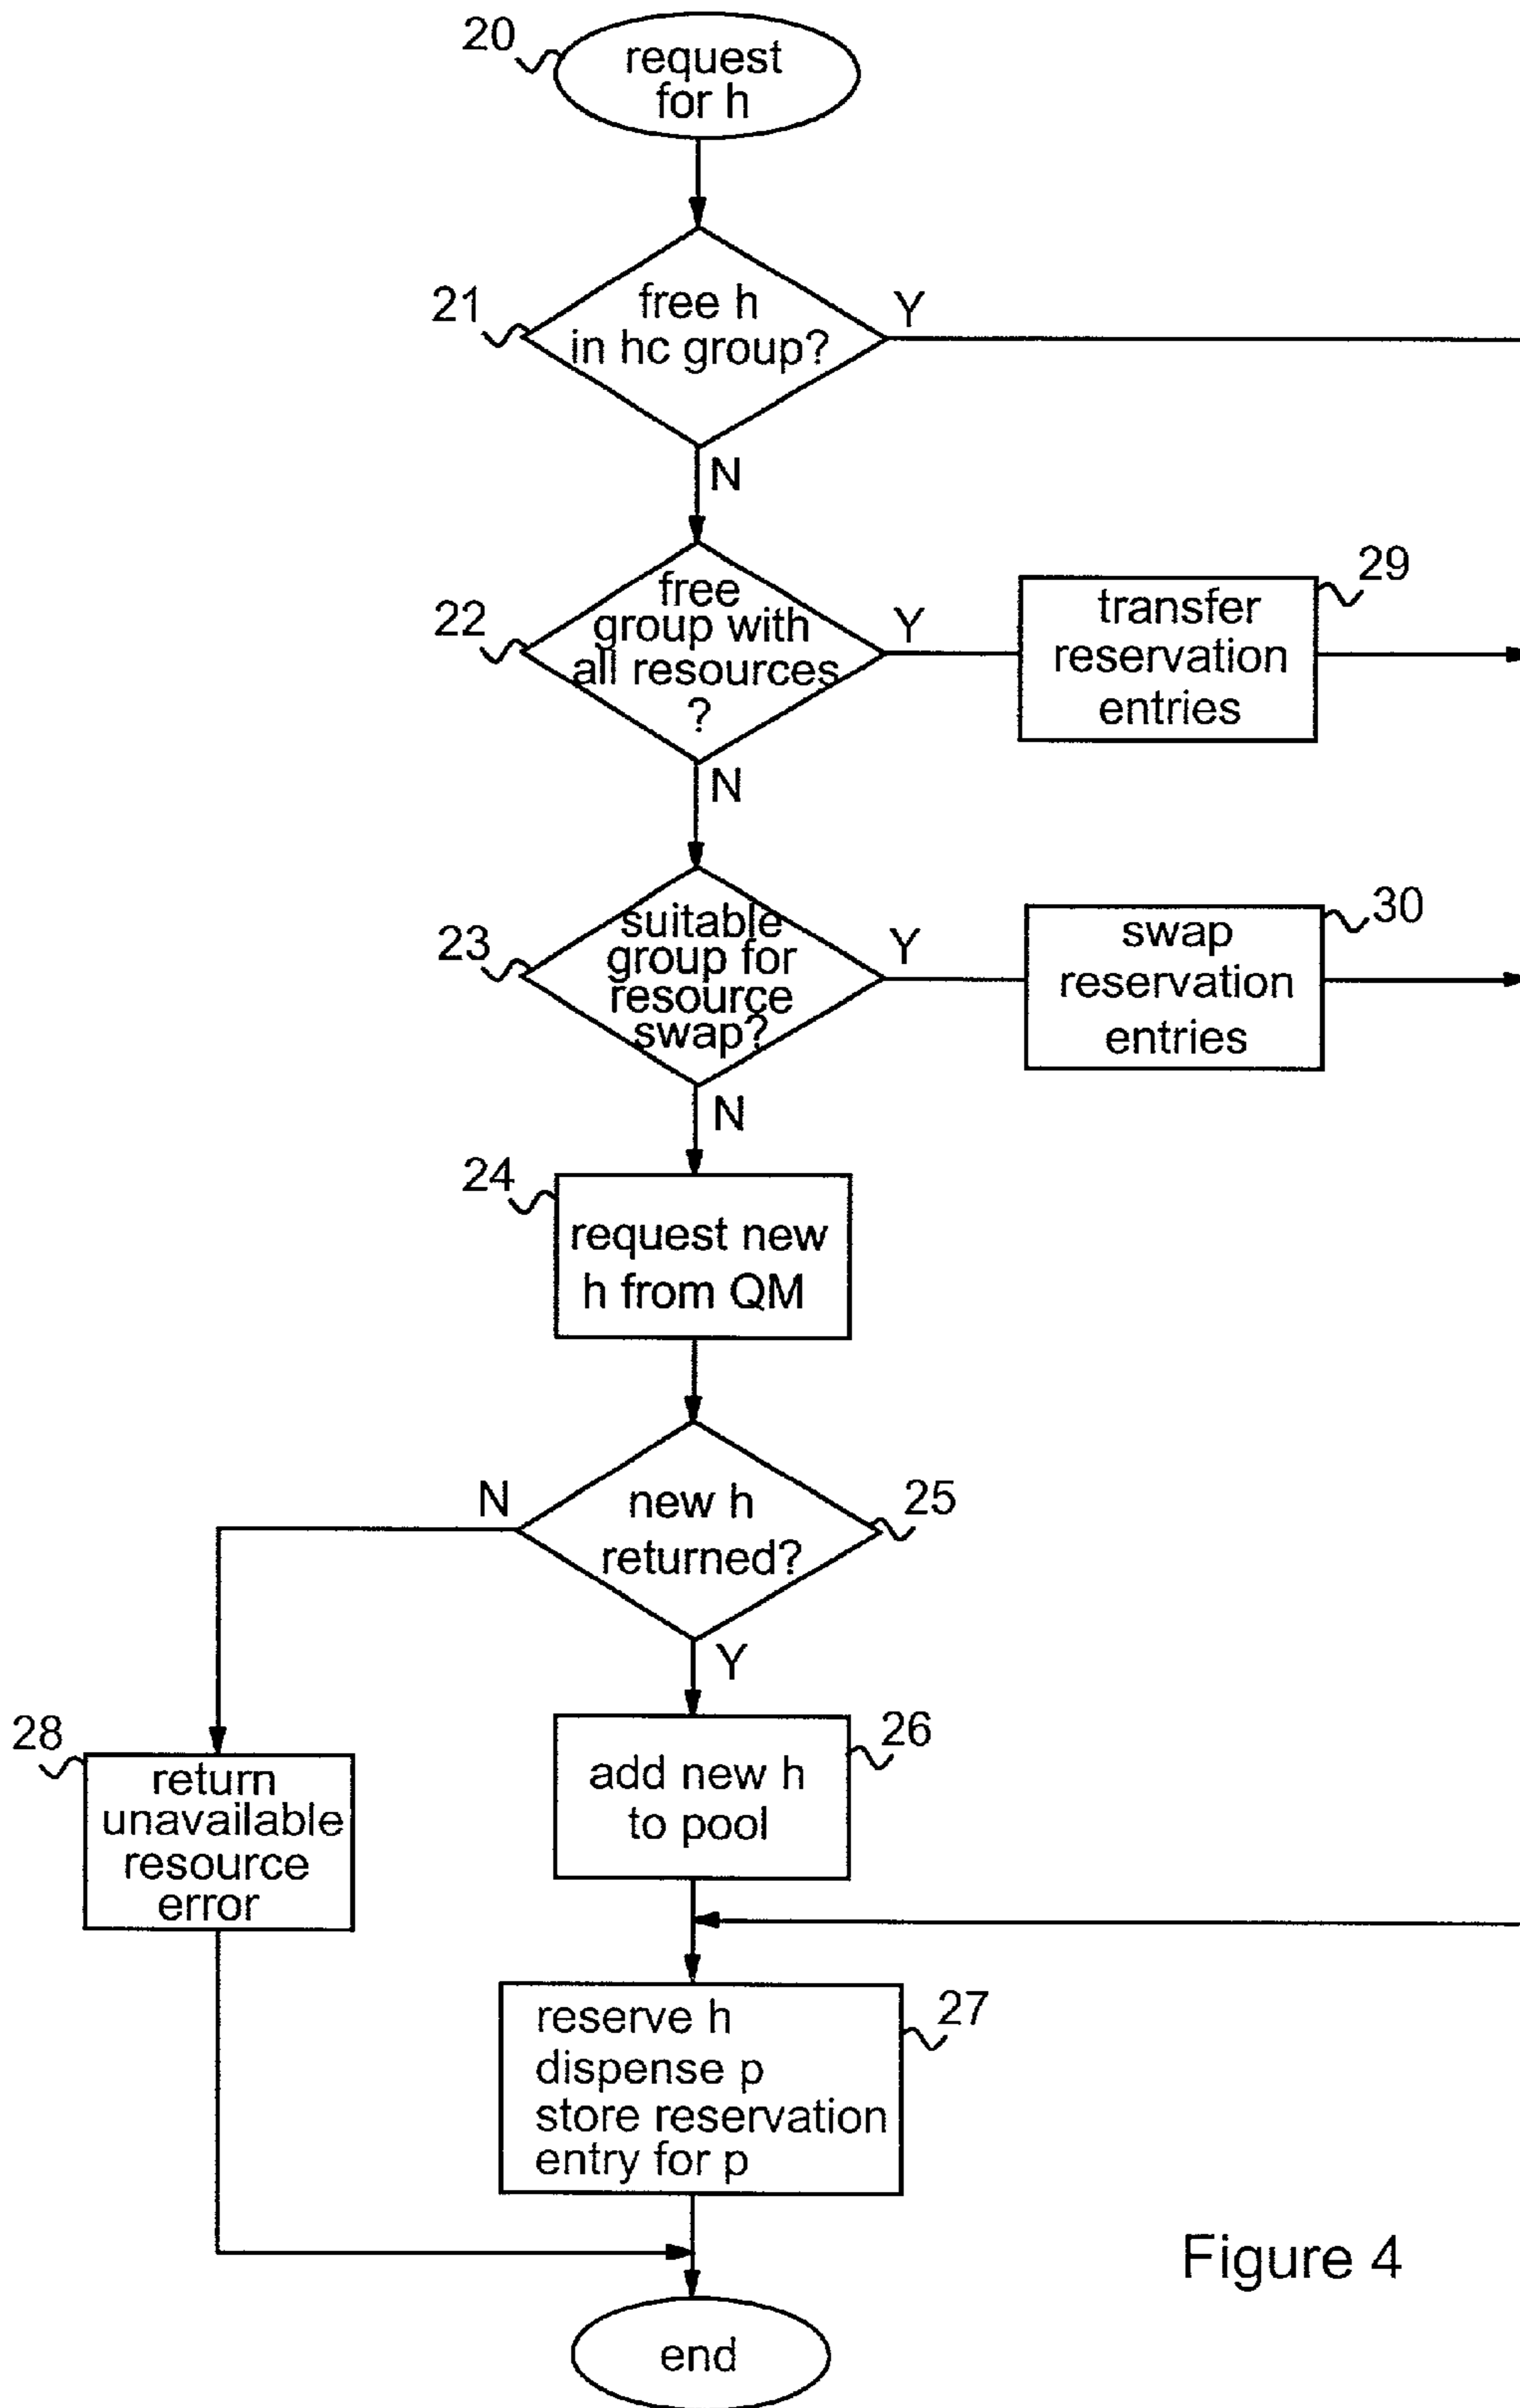 20
request
for h
21
free h
in hc group?
Y
N
22
free
group with
all resources
?
Y
29
transfer
reservation
entries
N
23
suitable
group for
resource
swap?
Y
30
swap
reservation
entries
N
24
request new
h from QM
N
new h
returned?
25
Y
28
return
unavailable
resource
error
26
add new h
to pool
27
reserve h
dispense p
store reservation
entry for p
Figure 4
end